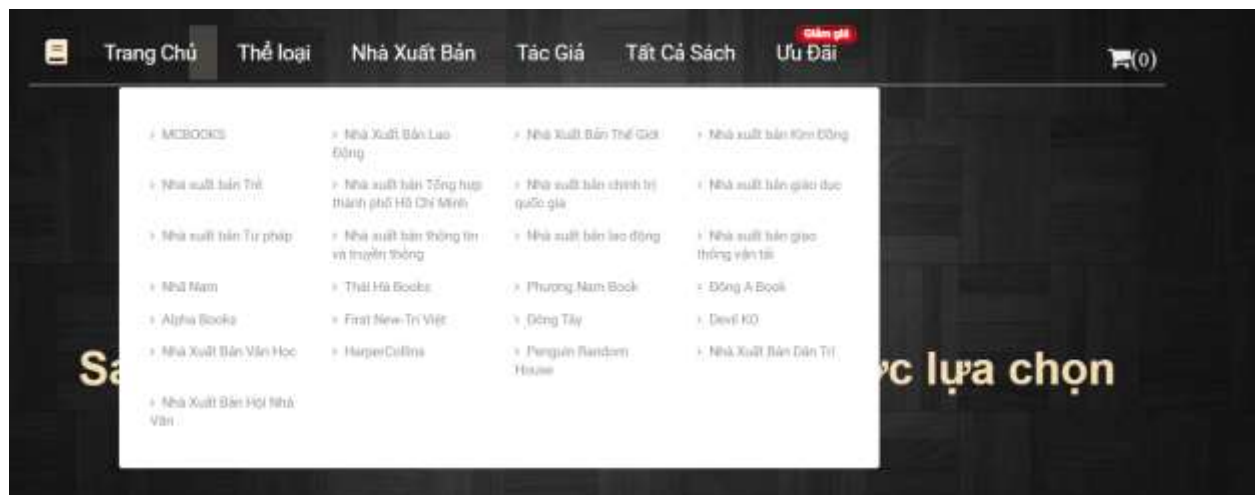 Trang Chủ Thể loại Nhà Xuất Bản Tác Giả Tất Cả Sách Ưu Đãi Giảm giá (0)
› MCBOOKS › Nhà Xuất Bản Lao › Nhà Xuất Bản Thế Giới › Nhà xuất bản Kim Đồng
Động
› Nhà xuất bản Trẻ › Nhà xuất bản Tổng hợp › Nhà xuất bản chính trị › Nhà xuất bản giáo dục
thành phố Hồ Chí Minh quốc gia
› Nhà xuất bản Tư pháp › Nhà xuất bản thông tin › Nhà xuất bản lao động › Nhà xuất bản giao
và truyền thông thông vận tải
› Nhã Nam › Thái Hà Books › Phương Nam Book › Đông A Book
› Alpha Books › First New-Trí Việt › Đông Tây › Devil KD
› Nhà Xuất Bản Văn Học › HarperCollins › Penguin Random › Nhà Xuất Bản Dân Trí
House
lựa chọn
› Nhà Xuất Bản Hội Nhà
Văn